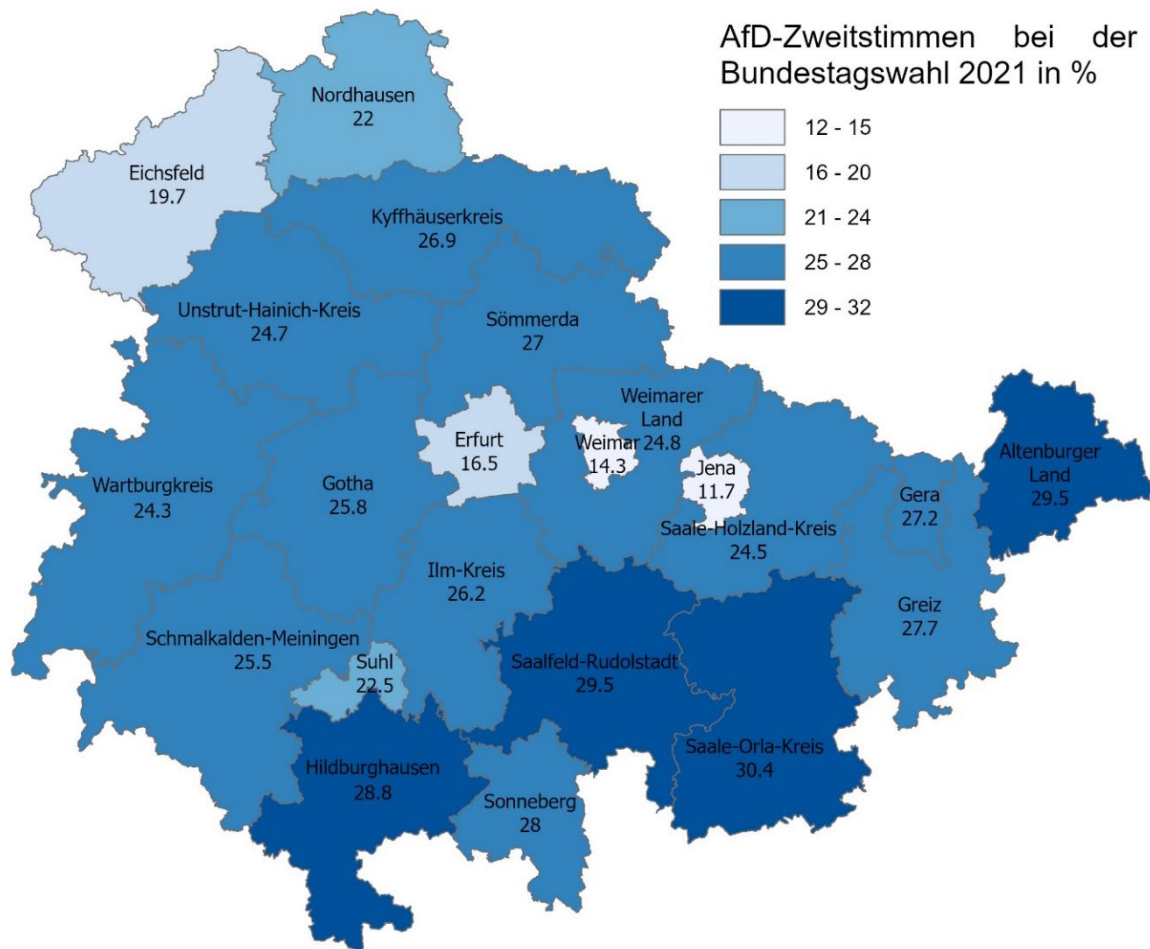 AfD-Zweitstimmen bei der
Bundestagswahl 2021 in %
12 - 15
16 - 20
21 - 24
25 - 28
29 - 32
Nordhausen
22
Eichsfeld
19.7
Kyffhäuserkreis
26.9
Unstrut-Hainich-Kreis
24.7
Sömmerda
27
Weimarer
Land
24.8
Erfurt
16.5
Weimar
14.3
Jena
11.7
Altenburger
Land
29.5
Wartburgkreis
24.3
Gotha
25.8
Gera
27.2
Saale-Holzland-Kreis
24.5
Ilm-Kreis
26.2
Greiz
27.7
Schmalkalden-Meiningen
25.5
Suhl
22.5
Saalfeld-Rudolstadt
29.5
Saale-Orla-Kreis
30.4
Hildburghausen
28.8
Sonneberg
28